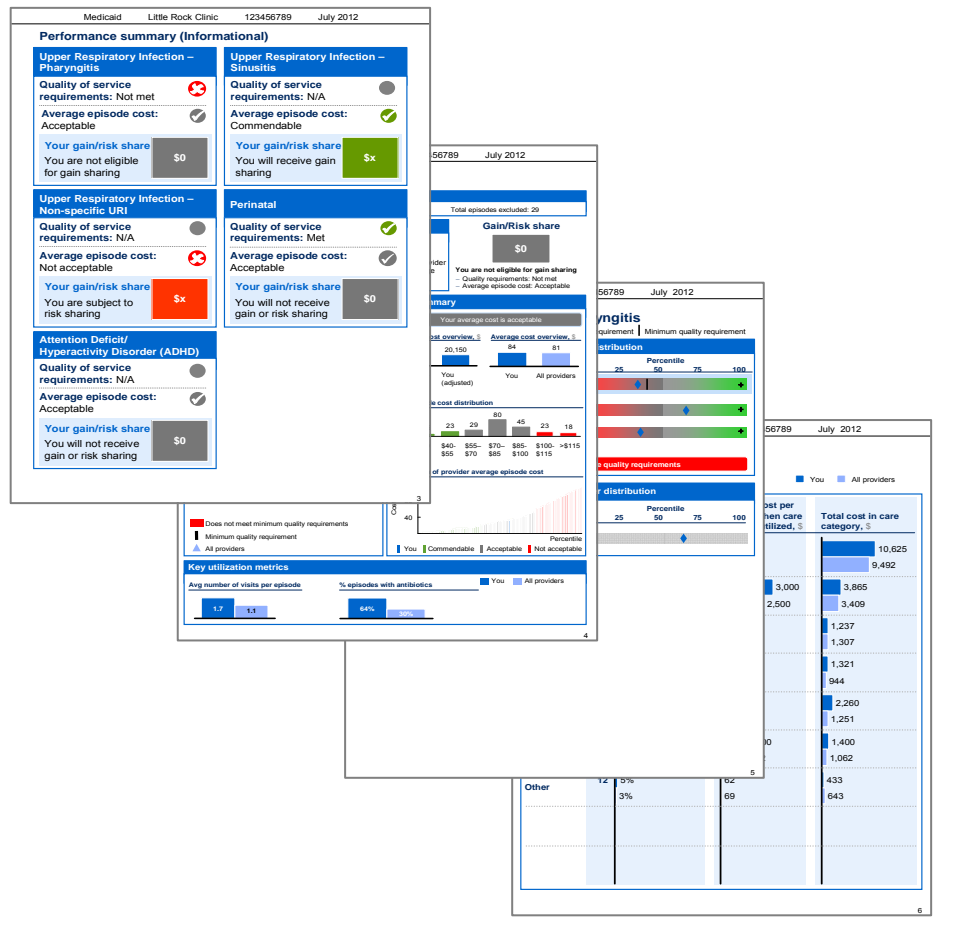 Medicaid Little Rock Clinic 123456789 July 2012
Performance summary (Informational)
Upper Respiratory Infection –
Pharyngitis
Quality of service
requirements: Not met
Average episode cost:
Acceptable
Your gain/risk share
You are not eligible
for gain sharing
$0
Upper Respiratory Infection –
Sinusitis
Quality of service
requirements: N/A
Average episode cost:
Commendable
Your gain/risk share
You will receive gain
sharing
$x
Upper Respiratory Infection –
Non-specific URI
Quality of service
requirements: N/A
Average episode cost:
Not acceptable
Your gain/risk share
You are subject to
risk sharing
$x
Perinatal
Quality of service
requirements: Met
Average episode cost:
Acceptable
Your gain/risk share
You will not receive
gain or risk sharing
$0
Attention Deficit/
Hyperactivity Disorder (ADHD)
Quality of service
requirements: N/A
Average episode cost:
Acceptable
Your gain/risk share
You will not receive
gain or risk sharing
$0
3
56789 July 2012
Total episodes excluded: 29
Gain/Risk share
$0
You are not eligible for gain sharing
– Quality requirements: Not met
– Average episode cost: Acceptable
Your average cost is acceptable
cost overview, $ Average cost overview, $
20,150 84 81
You You All providers
(adjusted)
cost distribution
23 29 80 45 23 18
$40-
$55
$55–
$70
$70–
$85
$85-
$100
$100-
$115
>$115
of provider average episode cost
40
Percentile
You Commendable Acceptable Not acceptable
Does not meet minimum quality requirements
Minimum quality requirement
All providers
Key utilization metrics
You All providers
Avg number of visits per episode
1.7 1.1
% episodes with antibiotics
64% 30%
4
56789 July 2012
yngitis
Minimum quality requirement
distribution
Percentile
25 50 75 100
quality requirements
distribution
Percentile
25 50 75 100
5
56789 July 2012
You All providers
cost per
when care
utilized, $
Total cost in care
category, $
10,625
9,492
3,000 3,865
2,500 3,409
1,237
1,307
1,321
944
2,260
1,251
1,400
1,062
Other 12 5% 62 433
3% 69 643
6